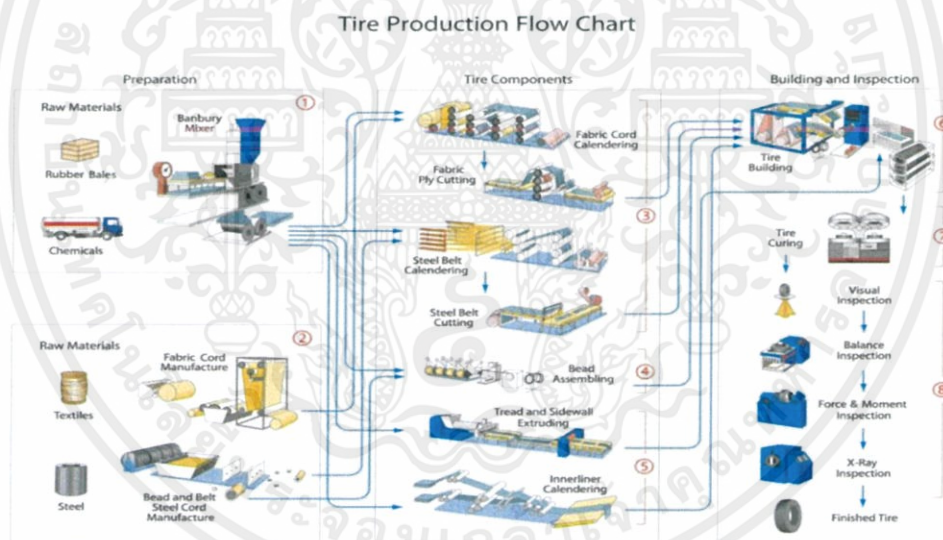 Tire Production Flow Chart
Preparation
Raw Materials
Rubber Bales
Chemicals
Banbury
Mixer
①
Raw Materials
Textiles
Steel
Fabric Cord
Manufacture
②
Bead and Belt
Steel Cord
Manufacture
Tire Components
Fabric Cord
Calendering
Fabric
Ply Cutting
③
Steel Belt
Calendering
Steel Belt
Cutting
Bead
Assembling
④
Tread and Sidewall
Extruding
⑤
Innerliner
Calendering
Building and Inspection
Tire
Building
Tire
Curing
Visual
Inspection
Balance
Inspection
Force & Moment
Inspection
⑧
X-Ray
Inspection
Finished Tire